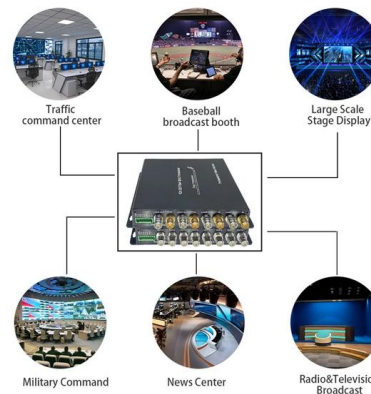 Traffic
command center
Baseball
broadcast booth
Large Scale
Stage Display
Military Command
News Center
Radio&Televisio
Broadcast